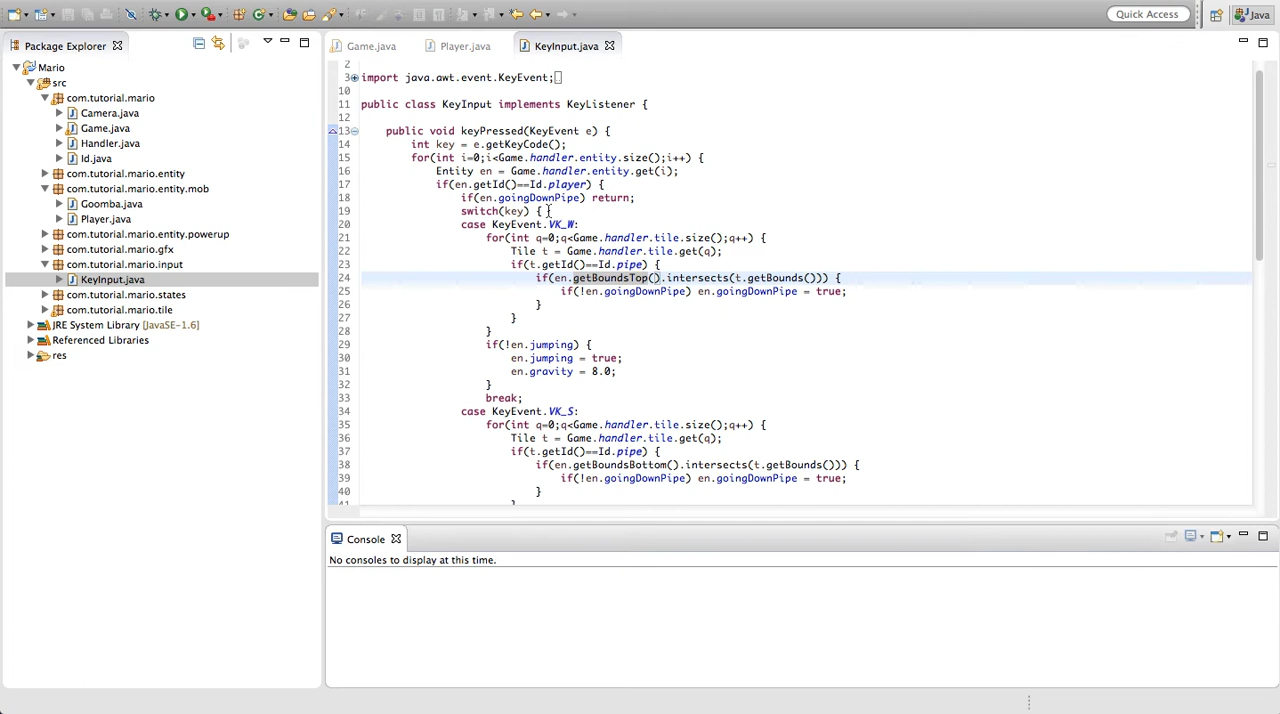 Quick Access
Java
Package Explorer
Mario
src
com.tutorial.mario
Camera.java
Game.java
Handler.java
Id.java
com.tutorial.mario.entity
com.tutorial.mario.entity.mob
Goomba.java
Player.java
com.tutorial.mario.entity.powerup
com.tutorial.mario.gfx
com.tutorial.mario.input
KeyInput.java
com.tutorial.mario.states
com.tutorial.mario.tile
JRE System Library [JavaSE-1.6]
Referenced Libraries
res
Game.java
Player.java
KeyInput.java
2
3 import java.awt.event.KeyEvent;
10
11 public class KeyInput implements KeyListener {
12
13 public void keyPressed(KeyEvent e) {
14 int key = e.getKeyCode();
15 for(int i=0;i<Game.handler.entity.size();i++) {
16 Entity en = Game.handler.entity.get(i);
17 if(en.getId()==Id.player) {
18 if(en.goingDownPipe) return;
19 switch(key) {
20 case KeyEvent.VK_W:
21 for(int q=0;q<Game.handler.tile.size();q++) {
22 Tile t = Game.handler.tile.get(q);
23 if(t.getId()==Id.pipe) {
24 if(en.getBoundsTop().intersects(t.getBounds())) {
25 if(!en.goingDownPipe) en.goingDownPipe = true;
26 }
27 }
28 }
29 if(!en.jumping) {
30 en.jumping = true;
31 en.gravity = 8.0;
32 }
33 break;
34 case KeyEvent.VK_S:
35 for(int q=0;q<Game.handler.tile.size();q++) {
36 Tile t = Game.handler.tile.get(q);
37 if(t.getId()==Id.pipe) {
38 if(en.getBoundsBottom().intersects(t.getBounds())) {
39 if(!en.goingDownPipe) en.goingDownPipe = true;
40 }
41 }
Console
No consoles to display at this time.